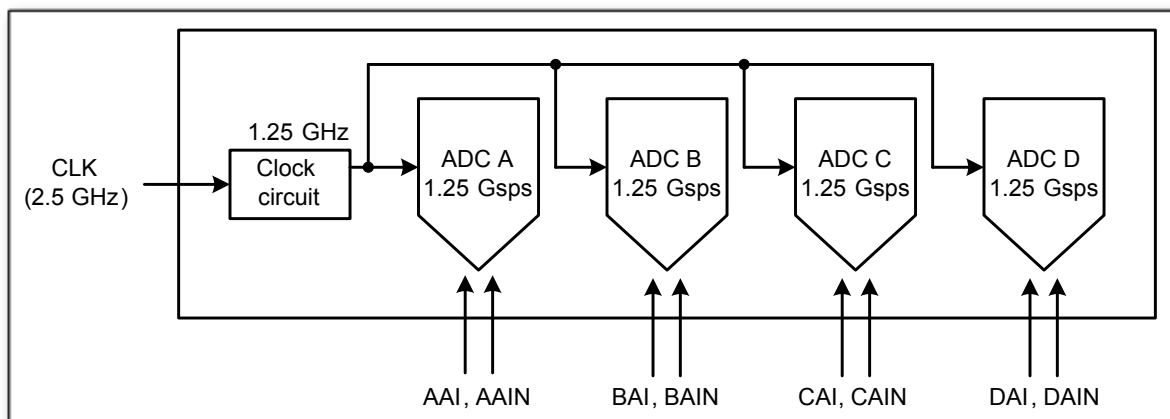 1.25 GHz
CLK
(2.5 GHz)
Clock
circuit
ADC A
1.25 Gsps
ADC B
1.25 Gsps
ADC C
1.25 Gsps
ADC D
1.25 Gsps
AAI, AAIN
BAI, BAIN
CAI, CAIN
DAI, DAIN